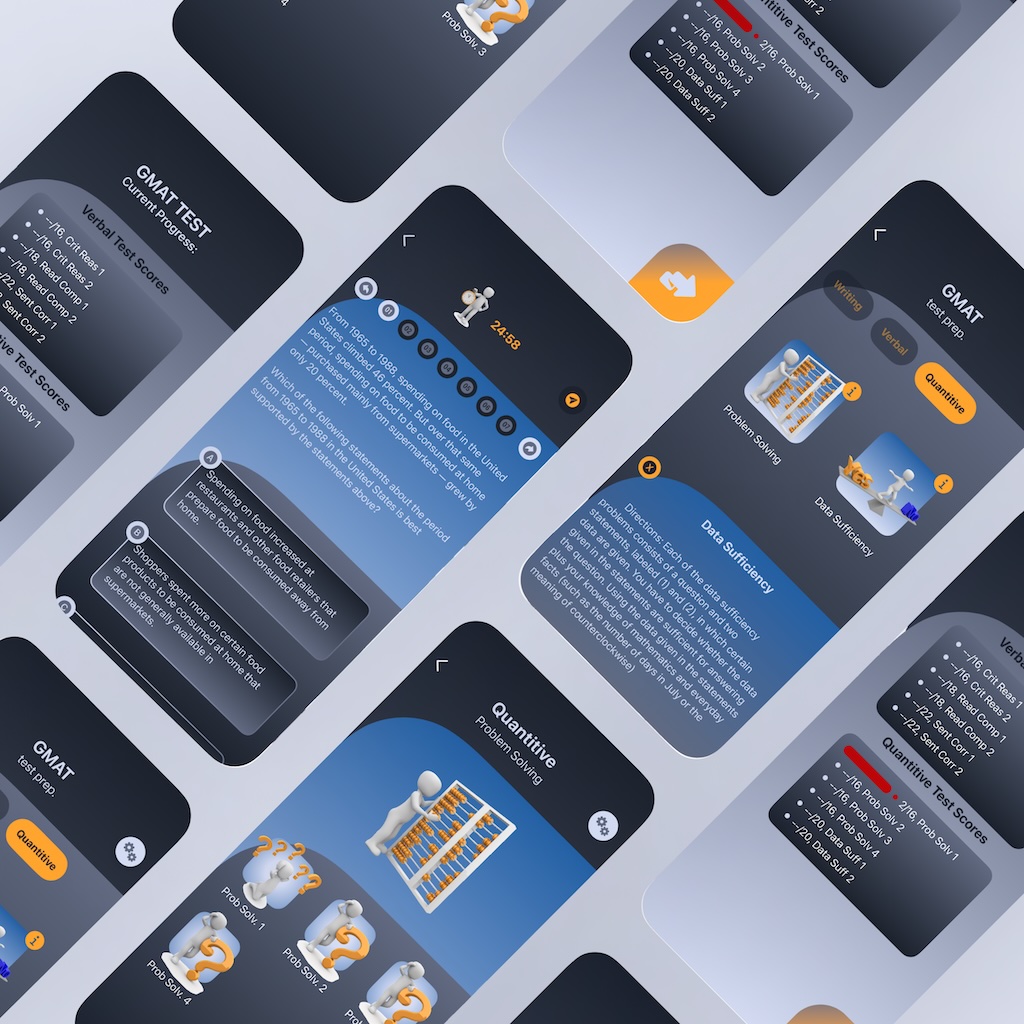 4
Prob Solv. 3
Quantitive Test Scores
2/16, Prob Solv 1
--/16, Prob Solv 2
--/16, Prob Solv 3
--/16, Prob Solv 4
--/20, Data Suff 1
--/20, Data Suff 2
GMAT TEST
Current Progress:
Verbal Test Scores
--/16, Crit Reas 1
--/16, Crit Reas 2
--/18, Read Comp 1
--/18, Read Comp 2
--/22, Sent Corr 1
Sent Corr 2
Test Scores
Prob Solv 1
24:58
01
02
03
04
05
06
07
From 1965 to 1988, spending on food in the United
States climbed 46 percent. But over that same
period, spending on food to be consumed at home
— purchased mainly from supermarkets — grew by
only 20 percent.
Which of the following statements about the period
from 1965 to 1988 in the United States is best
supported by the statements above?
A
Spending on food increased at
restaurants and other food retailers that
prepare food to be consumed away from
home.
B
Shoppers spent more on certain food
products to be consumed at home that
are not generally available in
supermarkets.
C
GMAT
test prep.
Writing
Verbal
Quantitive
Problem Solving
i
Data Sufficiency
i
Data Sufficiency
Directions: Each of the data sufficiency
problems consists of a question and two
statements, labeled (1) and (2), in which certain
data are given. You have to decide whether the data
given in the statements are sufficient for answering
the question. Using the data given in the statements
plus your knowledge of mathematics and everyday
facts (such as the number of days in July or the
meaning of counterclockwise)
GMAT
test prep.
Quantitive
i
Quantitive
Problem Solving
Prob Solv. 1
Prob Solv. 2
Prob Solv. 4
--/16, Crit Reas 1
--/16, Crit Reas 2
--/18, Read Comp 1
--/18, Read Comp 2
--/22, Sent Corr 1
--/22, Sent Corr 2
Quantitive Test Scores
2/16, Prob Solv 1
--/16, Prob Solv 2
--/16, Prob Solv 3
--/16, Prob Solv 4
--/20, Data Suff 1
--/20, Data Suff 2